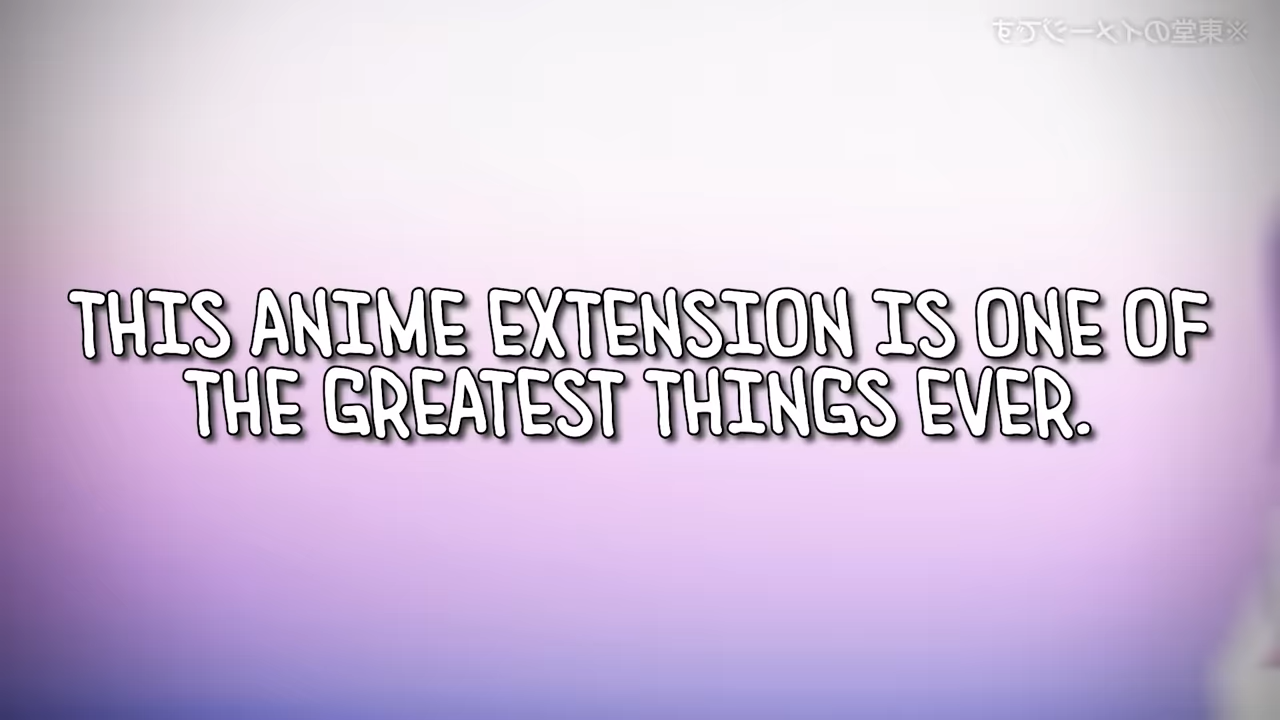 ※東堂のイメージです
THIS ANIME EXTENSION IS ONE OF
THE GREATEST THINGS EVER.